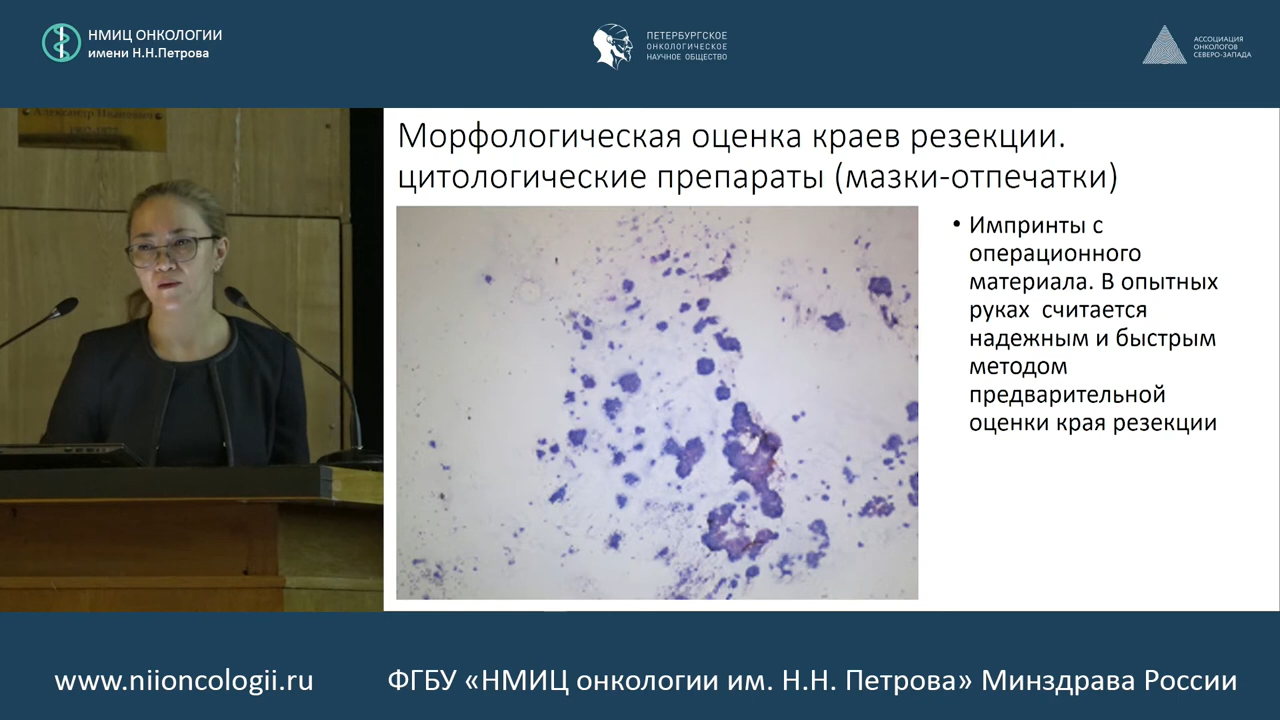 НМИЦ ОНКОЛОГИИ
имени Н.Н.Петрова
ПЕТЕРБУРГСКОЕ
ОНКОЛОГИЧЕСКОЕ
НАУЧНОЕ ОБЩЕСТВО
АССОЦИАЦИЯ
ОНКОЛОГОВ
СЕВЕРО-ЗАПАДА
Александр Иванович
Морфологическая оценка краев резекции.
цитологические препараты (мазки-отпечатки)
• Импринты с
операционного
материала. В опытных
руках считается
надежным и быстрым
методом
предварительной
оценки края резекции
www.niioncologii.ru
ФГБУ «НМИЦ онкологии им. Н.Н. Петрова» Минздрава России